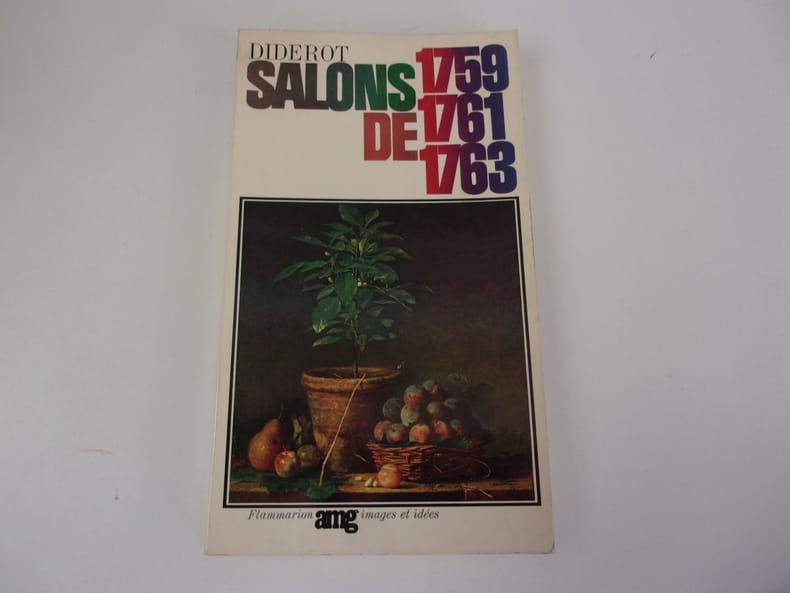 DIDEROT
SALONS 1759
DE 1761
1763
Flammarion amg images et idées